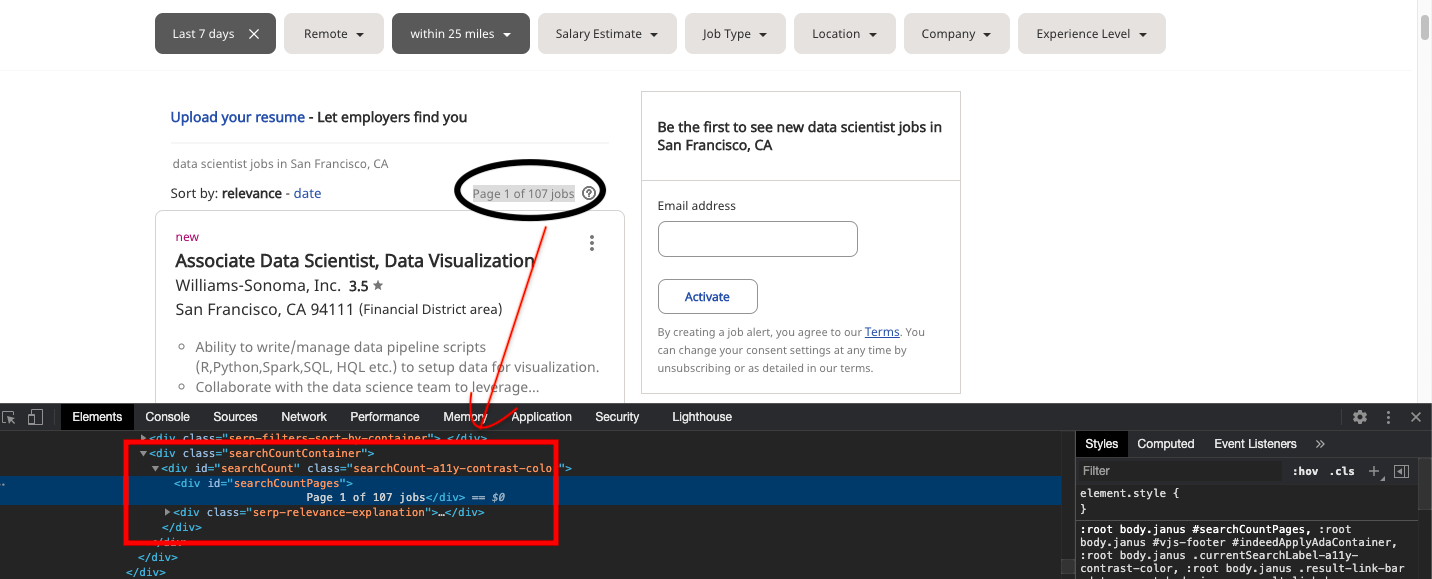 Last 7 days Remote within 25 miles Salary Estimate Job Type Location Company Experience Level
Upload your resume - Let employers find you
data scientist jobs in San Francisco, CA
Sort by: relevance - date
Page 1 of 107 jobs
new
Associate Data Scientist, Data Visualization
Williams-Sonoma, Inc. 3.5
San Francisco, CA 94111 (Financial District area)
Ability to write/manage data pipeline scripts
(R,Python,Spark,SQL, HQL etc.) to setup data for visualization.
Collaborate with the data science team to leverage...
Be the first to see new data scientist jobs in
San Francisco, CA
Email address
Activate
By creating a job alert, you agree to our Terms. You
can change your consent settings at any time by
unsubscribing or as detailed in our terms.
Elements Console Sources Network Performance Memory Application Security Lighthouse
<div class="serp-filters-sort-by-container"> </div>
<div class="searchCountContainer">
<div id="searchCount" class="searchCount-a11y-contrast-color">
<div id="searchCountPages">
Page 1 of 107 jobs</div> == $0
<div class="serp-relevance-explanation">…</div>
</div>
</div>
</div>
</div>
Styles Computed Event Listeners »
Filter :hov .cls
element.style {
}
:root body.janus #searchCountPages, :root
body.janus #vjs-footer #indeedApplyAdaContainer,
:root body.janus .currentSearchLabel-a11y-
contrast-color, :root body.janus .result-link-bar